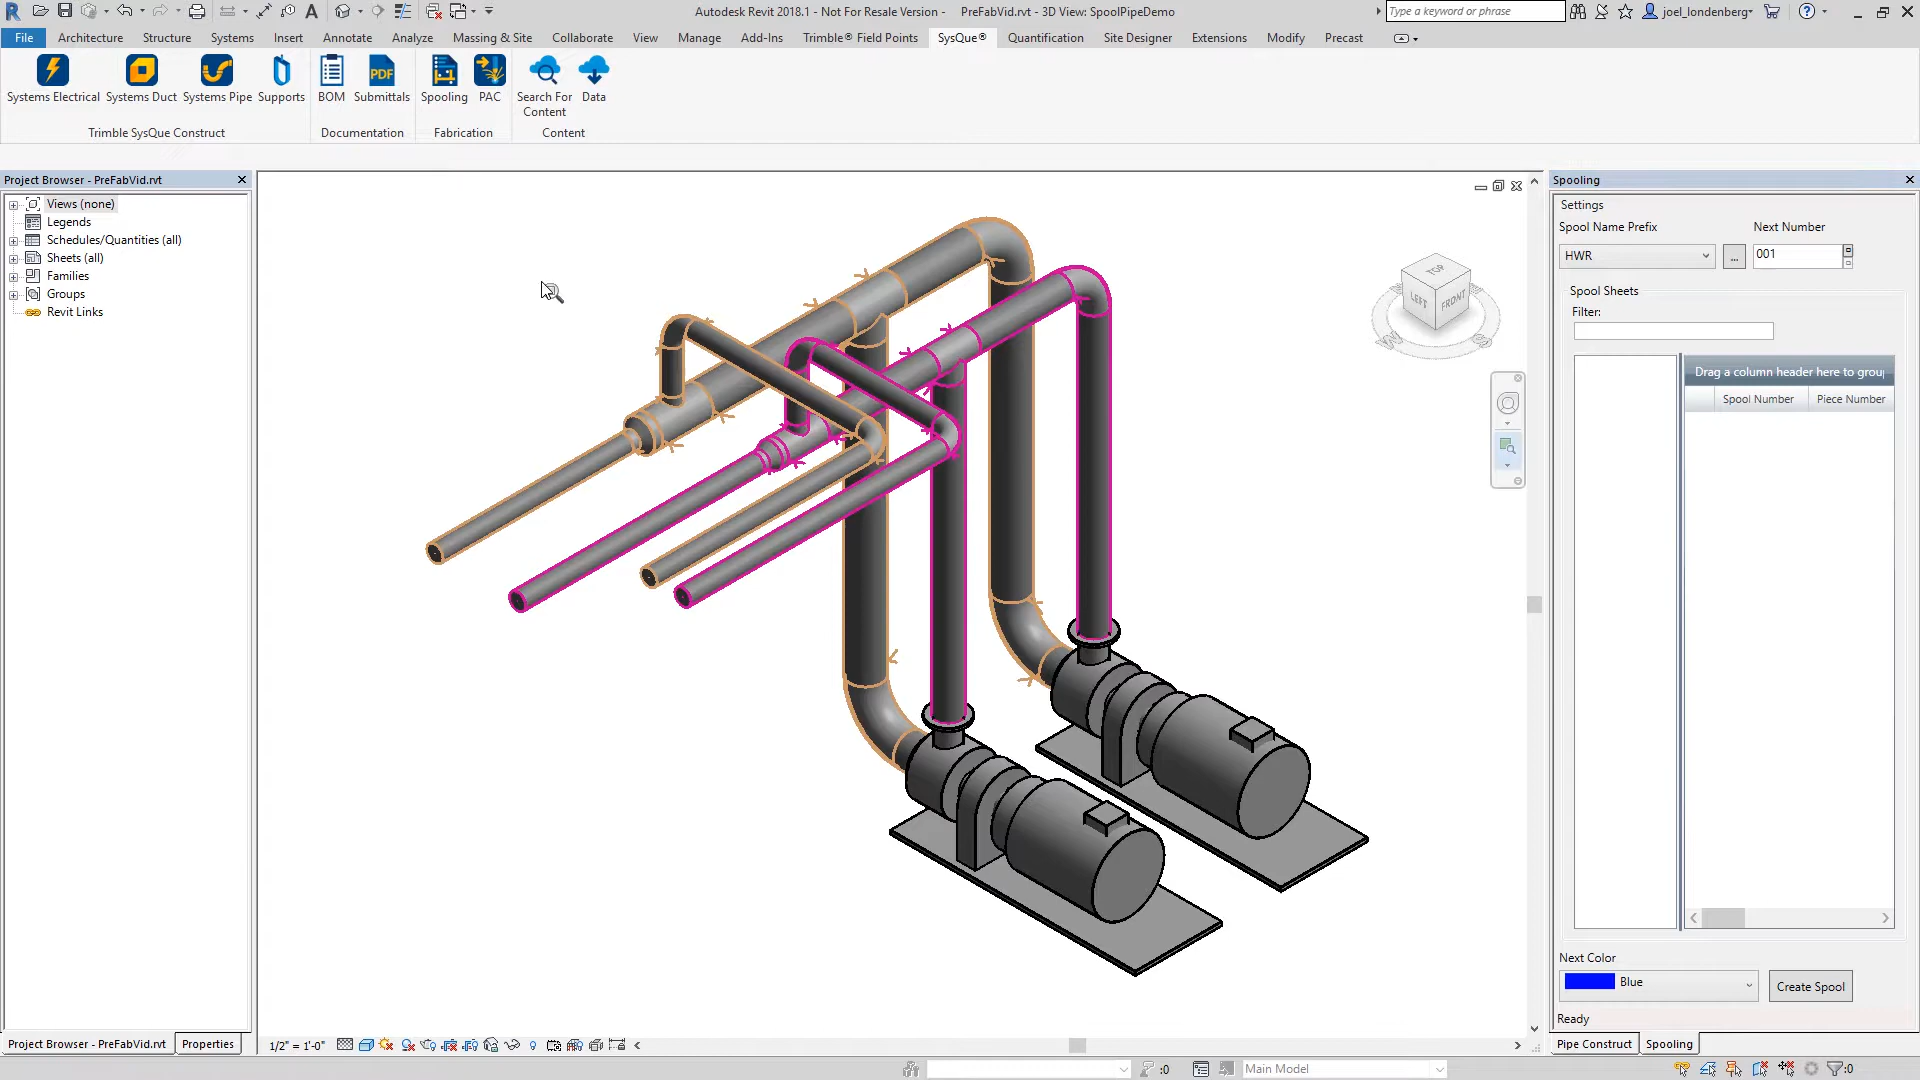 Autodesk Revit 2018.1 - Not For Resale Version - PreFabVid.rvt - 3D View: SpoolPipeDemo
Type a keyword or phrase
joel_londenberg
File Architecture Structure Systems Insert Annotate Analyze Massing & Site Collaborate View Manage Add-Ins Trimble® Field Points SysQue® Quantification Site Designer Extensions Modify Precast
PDF
Systems Electrical Systems Duct Systems Pipe Supports BOM Submittals Spooling PAC Search For Content Data
Trimble SysQue Construct Documentation Fabrication Content
Project Browser - PreFabVid.rvt
Views (none)
Legends
Schedules/Quantities (all)
Sheets (all)
Families
Groups
Revit Links
TOP
LEFT
FRONT
W
S
Spooling
Settings
Spool Name Prefix Next Number
HWR ... 001
Spool Sheets
Filter:
Drag a column header here to grou
Spool Number Piece Number
Next Color
Blue Create Spool
Ready
Project Browser - PreFabVid.rvt Properties
1/2" = 1'-0"
Pipe Construct Spooling
:0 Main Model :0